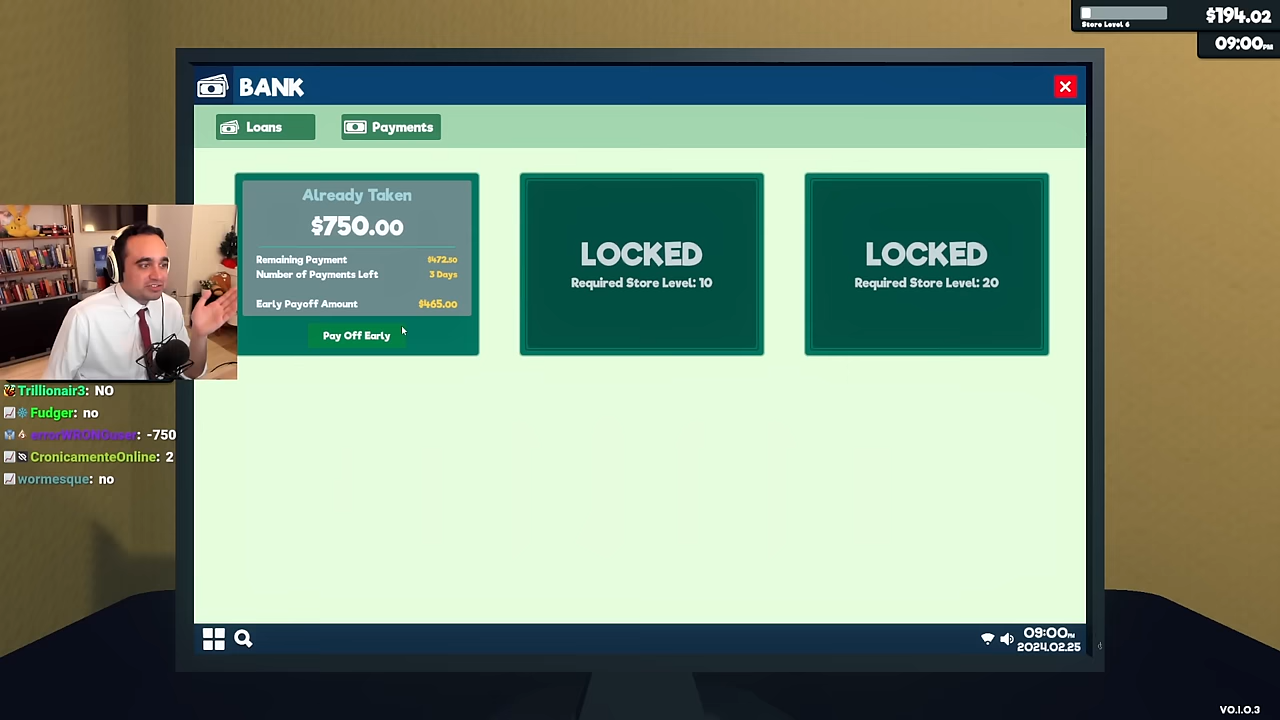 $194.02
Store Level 6
09:00PM
BANK
Loans
Payments
Already Taken
$750.00
Remaining Payment $472.50
Number of Payments Left 3 Days
Early Payoff Amount $465.00
Pay Off Early
LOCKED
Required Store Level: 10
LOCKED
Required Store Level: 20
Trillionair3: NO
Fudger: no
errorWRONGuser: -750
CronicamenteOnline: 2
wormesque: no
09:00PM
2024.02.25
V0.1.0.3